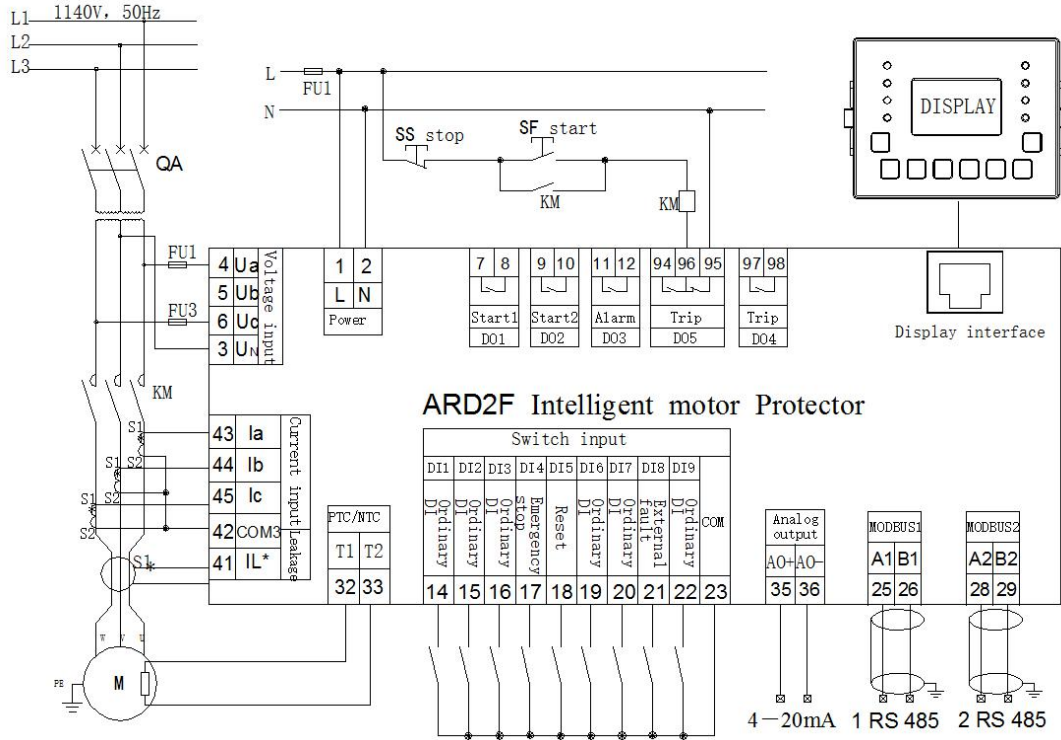 L1 1140V, 50Hz
L2
L3
L
FU1
N
SS stop
SF start
KM
KM
DISPLAY
QA
FU1
FU3
4 Ua
5 Ub
6 Uc
3 UN
Voltage input
1 2
L N
Power
7 8
Start1
DO1
9 10
Start2
DO2
11 12
Alarm
DO3
94 96 95
Trip
DO5
97 98
Trip
DO4
Display interface
KM
ARD2F Intelligent motor Protector
S1
S2
S1
S2
S1
S2
S1*
43 Ia
44 Ib
45 Ic
42 COM3
41 IL*
Current input
Leakage
PTC/NTC
T1 T2
32 33
Switch input
DI1 DI2 DI3 DI4 DI5 DI6 DI7 DI8 DI9
Ordinary DI
Ordinary DI
Ordinary DI
Emergency stop
Reset
Ordinary DI
Ordinary DI
External fault
Ordinary DI
COM
14 15 16 17 18 19 20 21 22 23
Analog output
AO+ AO-
35 36
MODBUS1
A1 B1
25 26
MODBUS2
A2 B2
28 29
W V U
M
PE
4-20mA
1 RS 485
2 RS 485